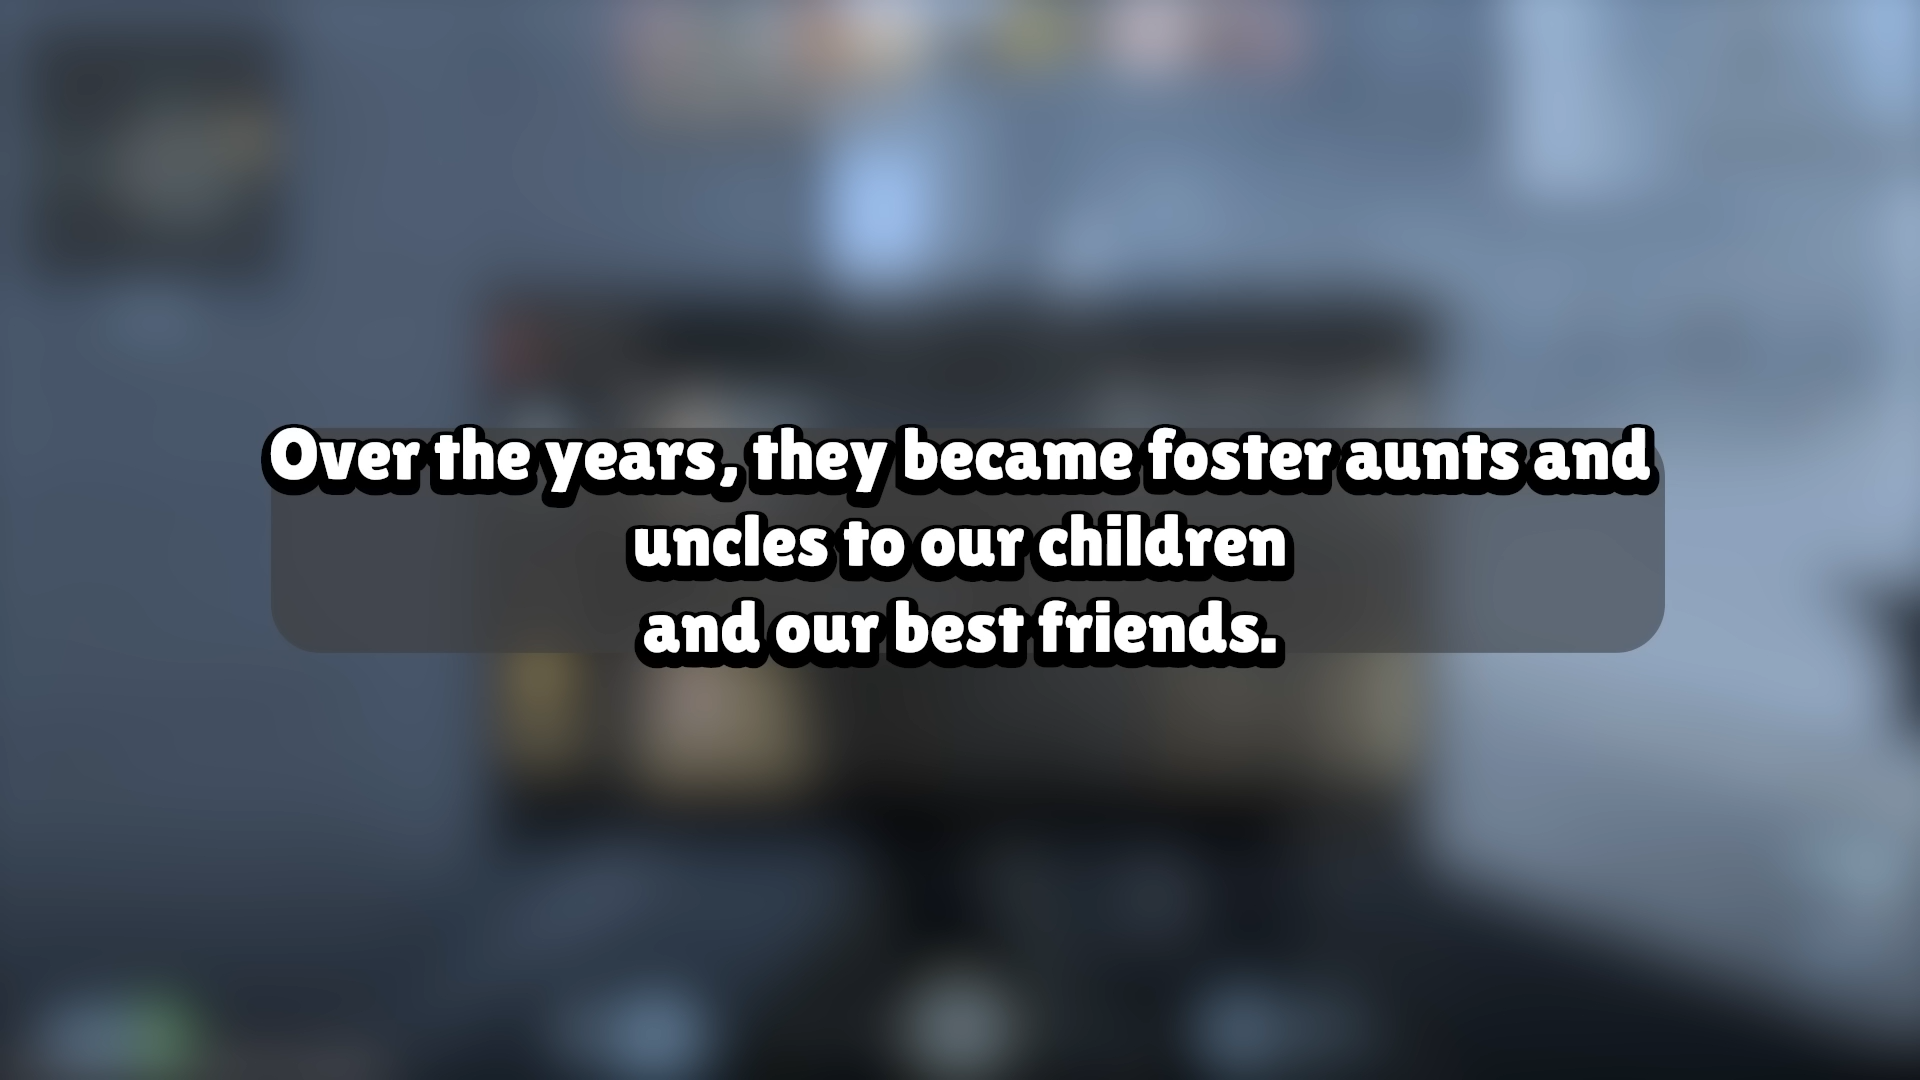 Over the years, they became foster aunts and
uncles to our children
and our best friends.